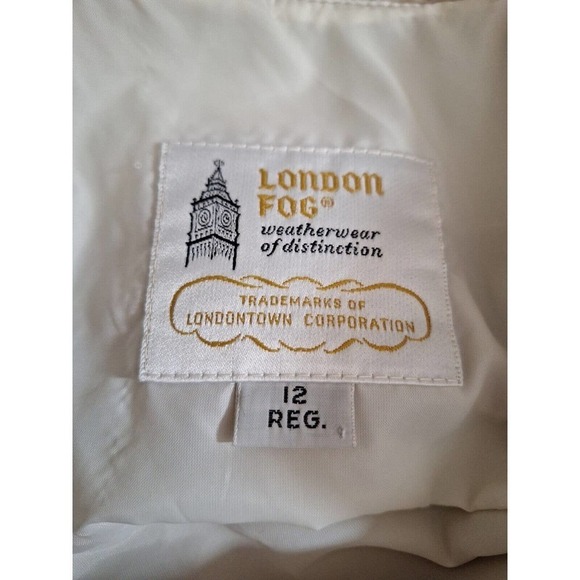 LONDON
FOG®
weatherwear
of distinction
TRADEMARKS OF
LONDONTOWN CORPORATION
12
REG.